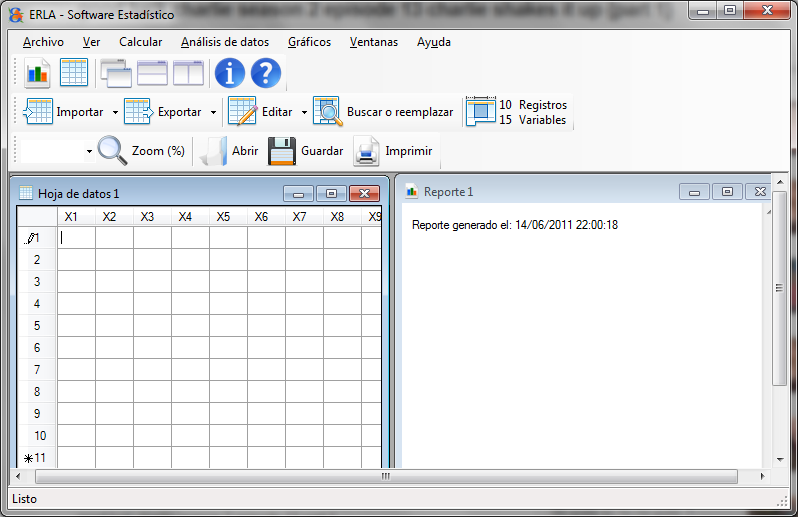 charlie season 2 episode 13 charlie shakes it up (part 1)
ERLA - Software Estadístico
Archivo Ver Calcular Análisis de datos Gráficos Ventanas Ayuda
Importar Exportar Editar Buscar o reemplazar 10 Registros
15 Variables
Zoom (%) Abrir Guardar Imprimir
Hoja de datos 1
X1 X2 X3 X4 X5 X6 X7 X8 X9
1
2
3
4
5
6
7
8
9
10
11
Reporte 1
Reporte generado el: 14/06/2011 22:00:18
Listo